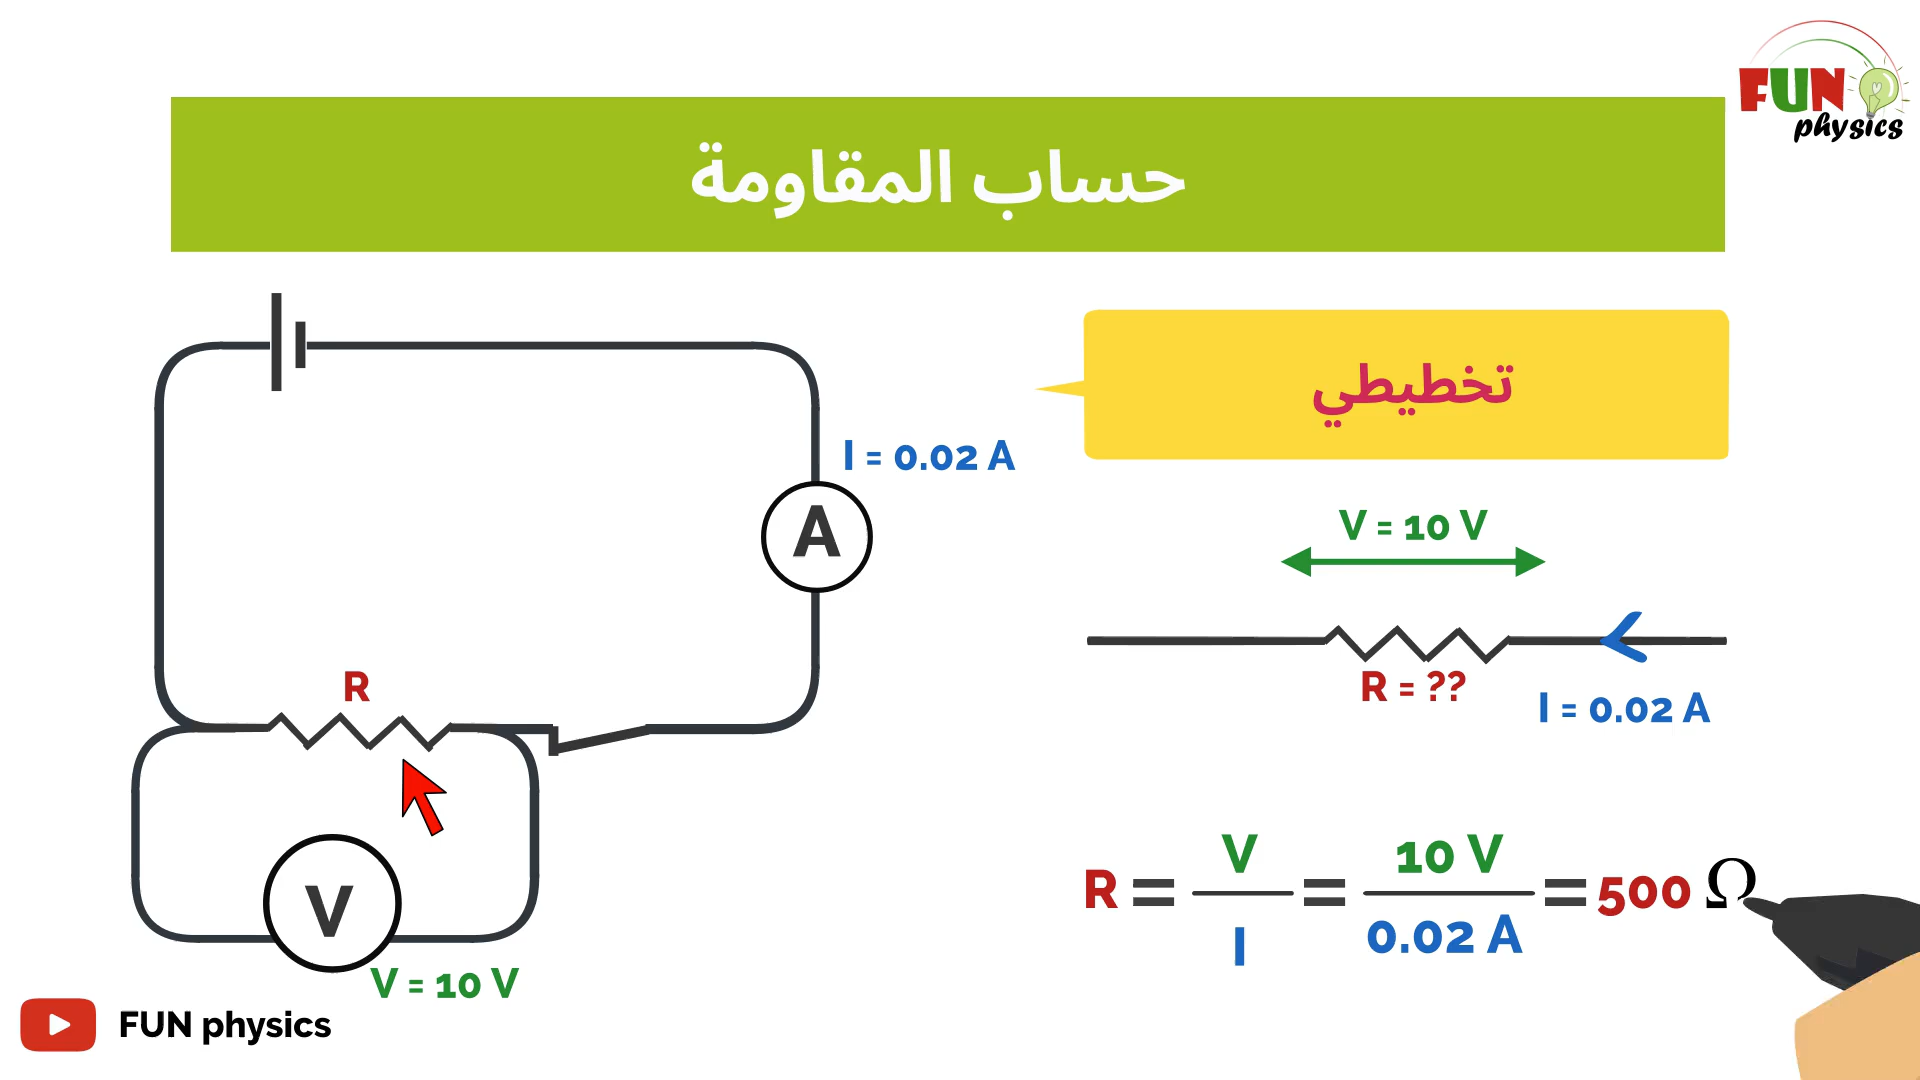 FUN
physics
حساب المقاومة
تخطيطي
I = 0.02 A
A
V = 10 V
R = ??
I = 0.02 A
R
V
V = 10 V
R = V / I = 10 V / 0.02 A = 500 Ω
FUN physics